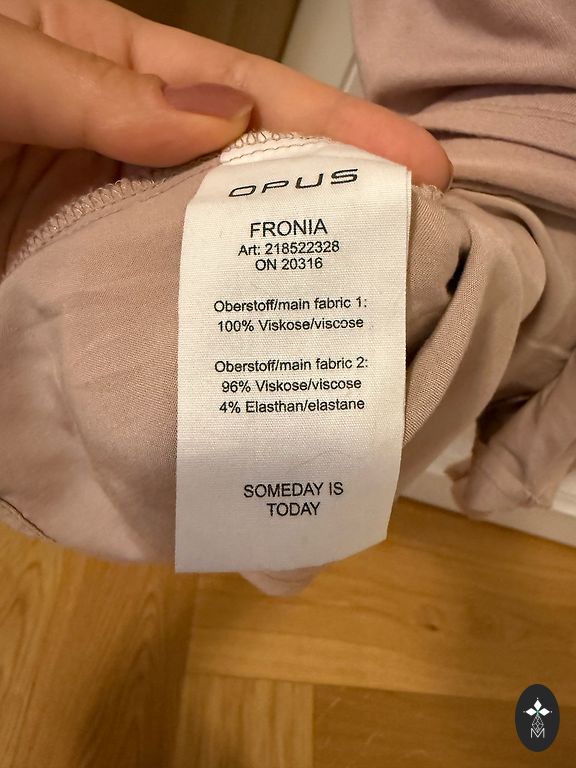 OPUS
FRONIA
Art: 218522328
ON 20316
Oberstoff/main fabric 1:
100% Viskose/viscose
Oberstoff/main fabric 2:
96% Viskose/viscose
4% Elasthan/elastane
SOMEDAY IS
TODAY
M